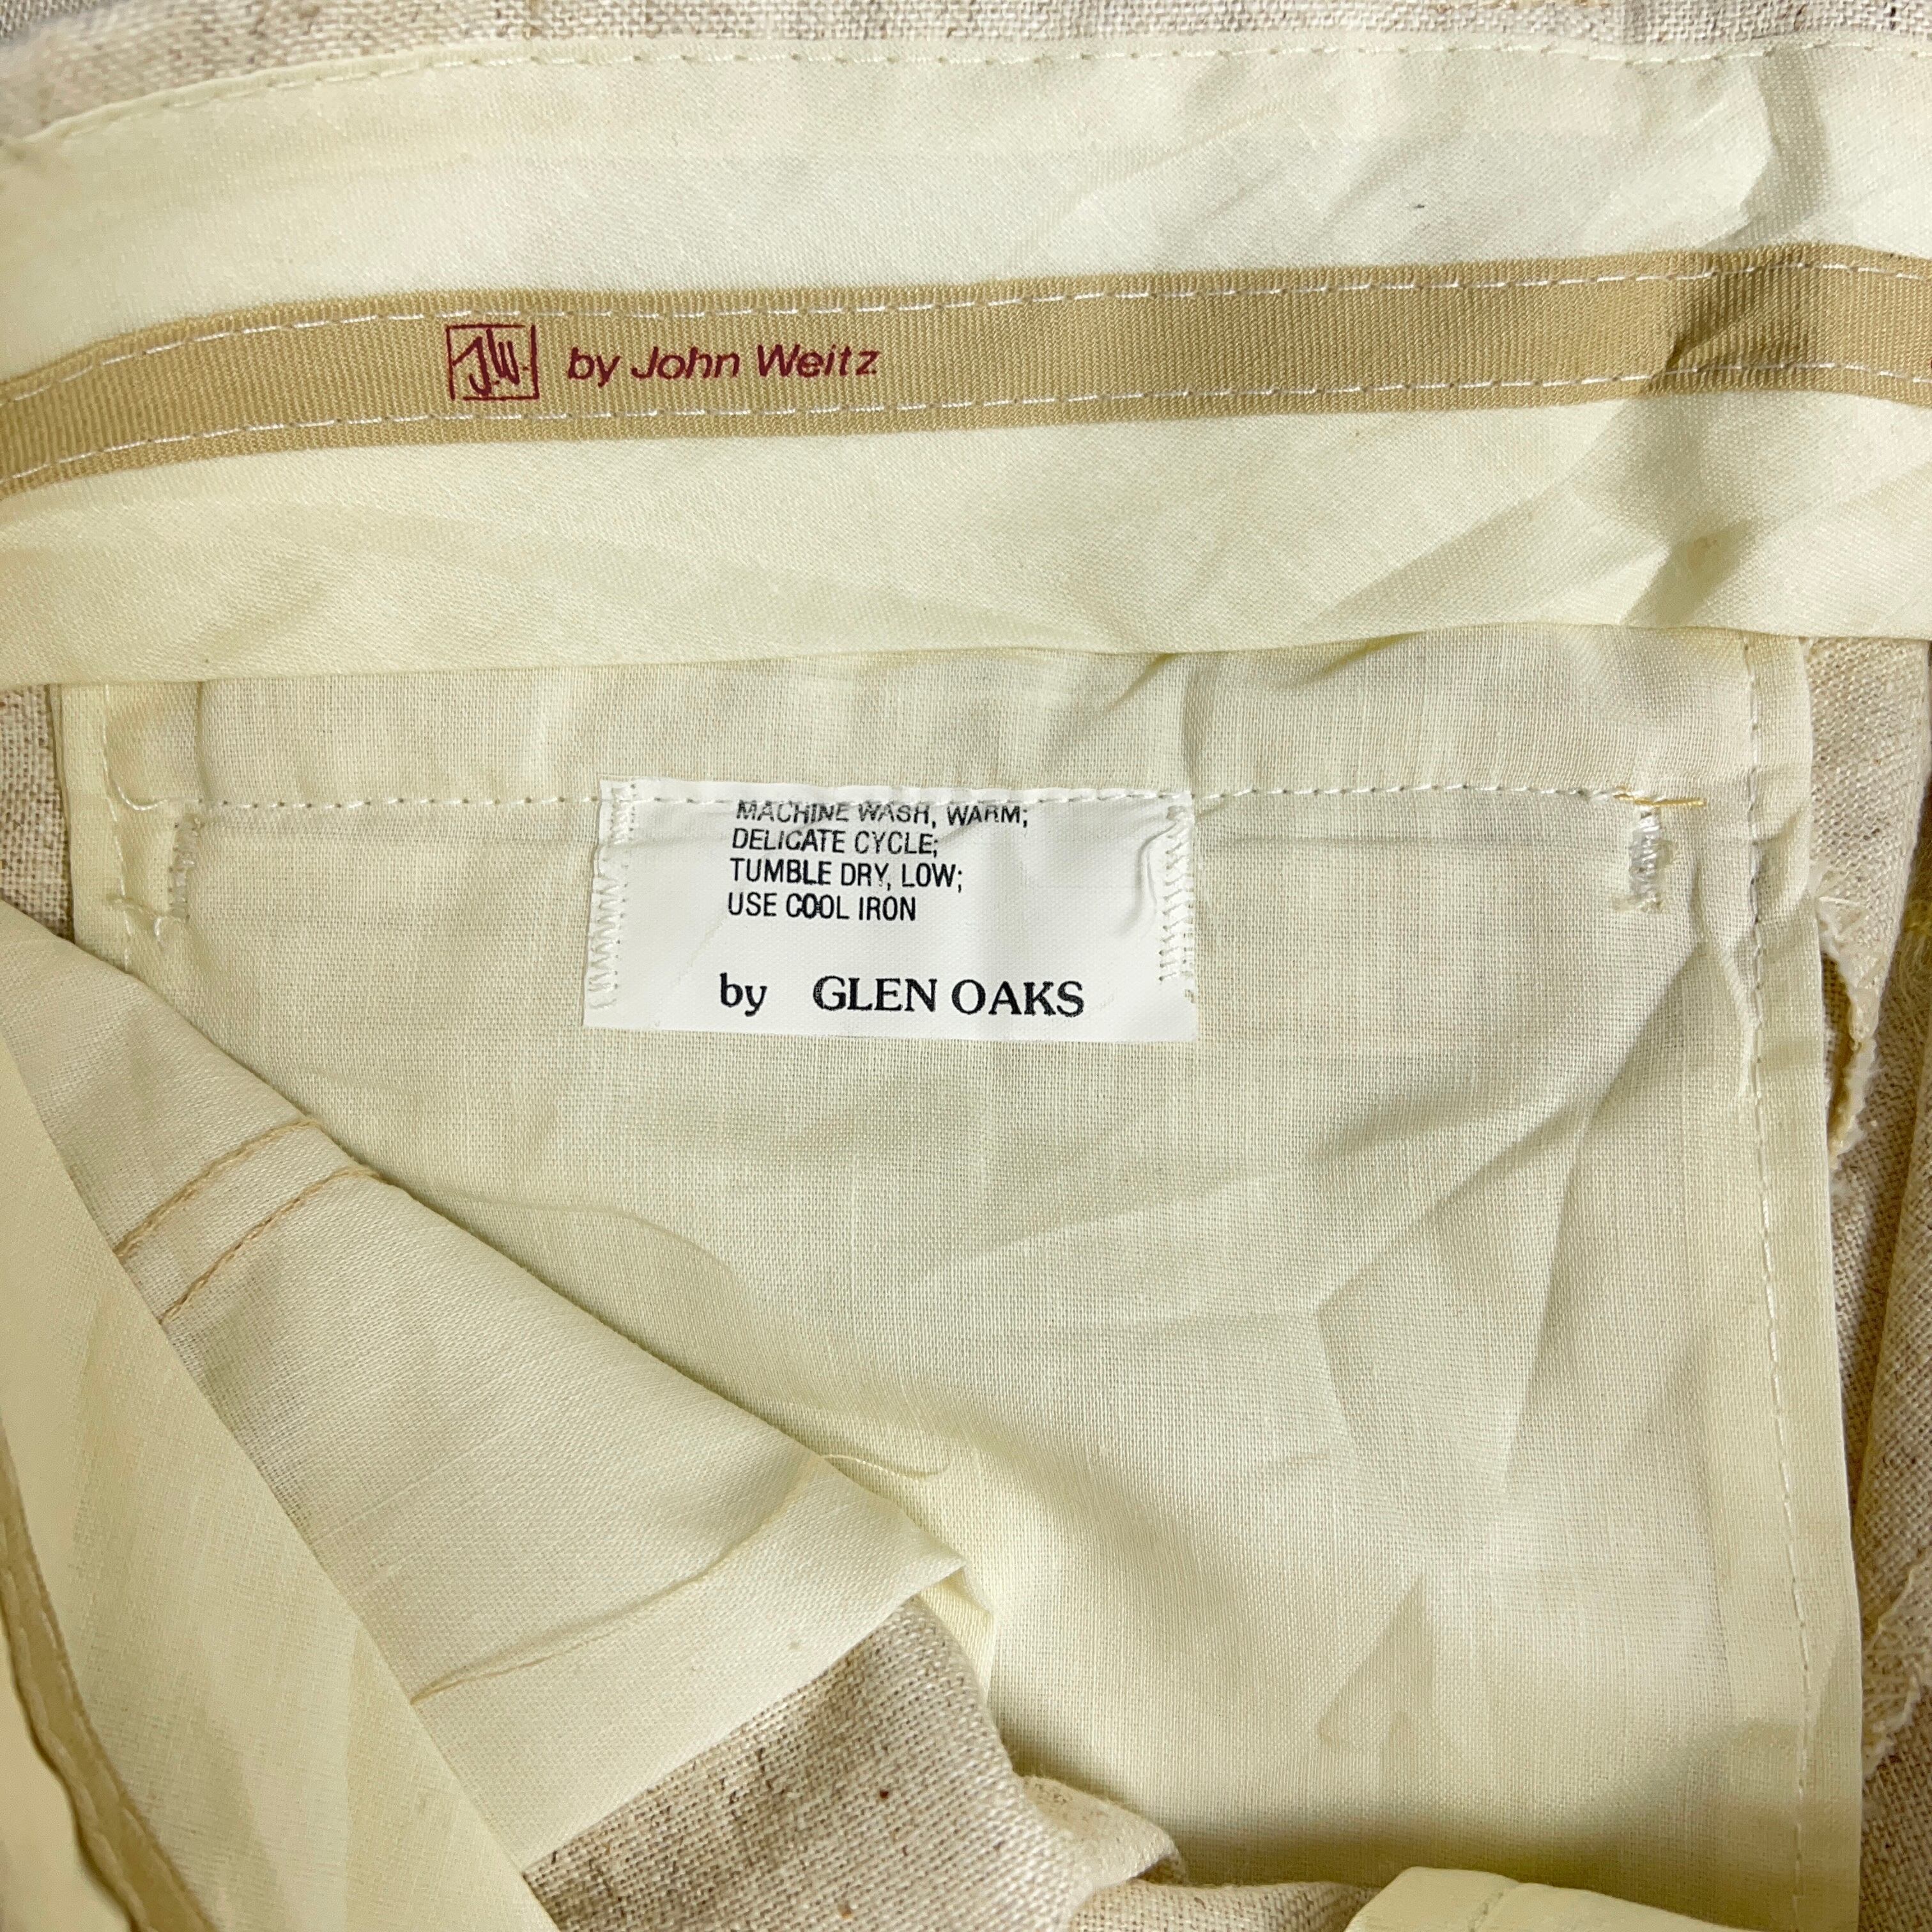 J.W. by John Weitz
MACHINE WASH, WARM;
DELICATE CYCLE;
TUMBLE DRY, LOW;
USE COOL IRON
by GLEN OAKS